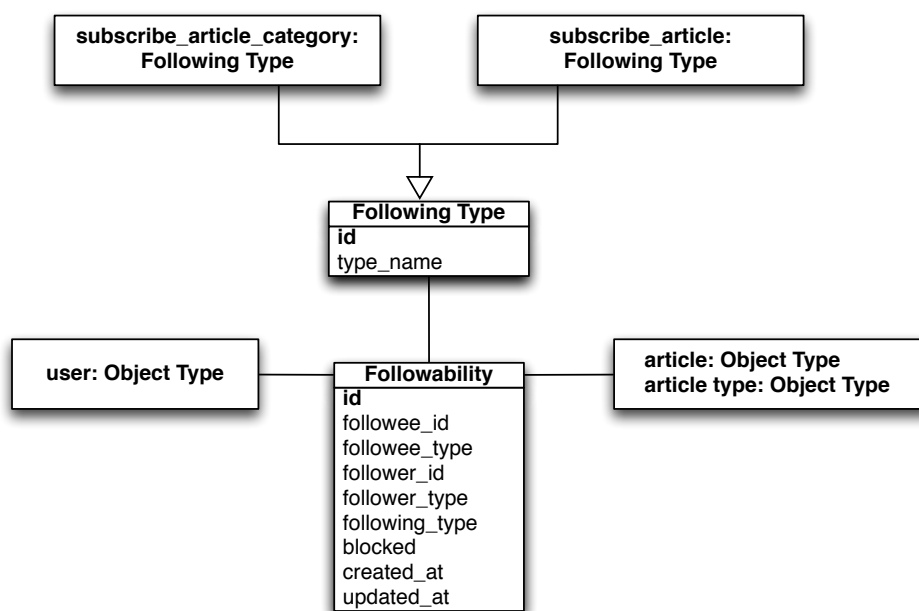 subscribe_article_category:
Following Type
subscribe_article:
Following Type
Following Type
id
type_name
user: Object Type
Followability
id
followee_id
followee_type
follower_id
follower_type
following_type
blocked
created_at
updated_at
article: Object Type
article type: Object Type